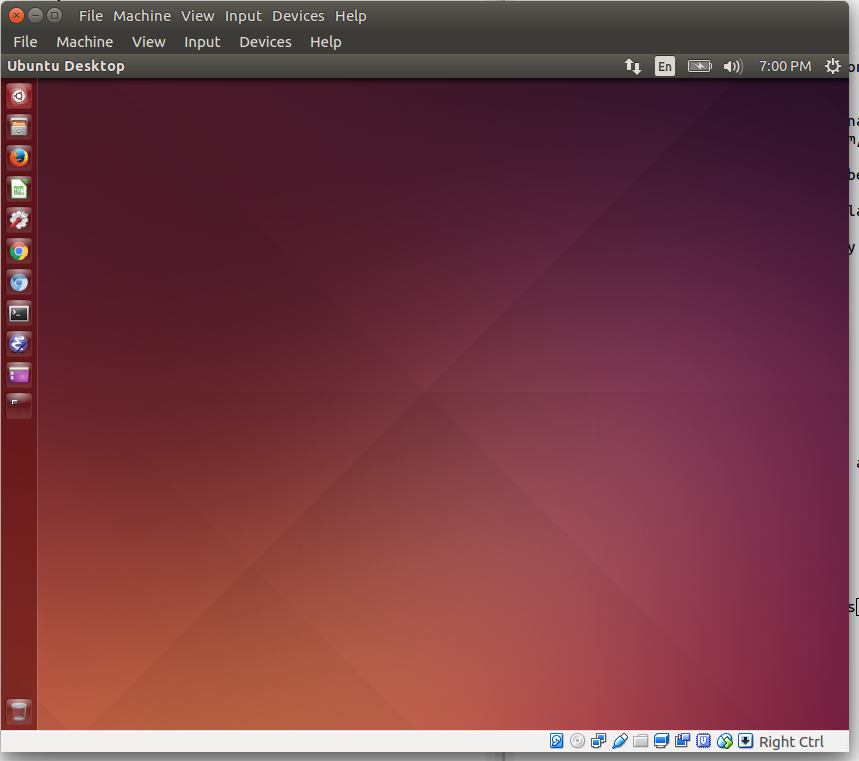 File Machine View Input Devices Help
File Machine View Input Devices Help
Ubuntu Desktop En 7:00 PM
Right Ctrl